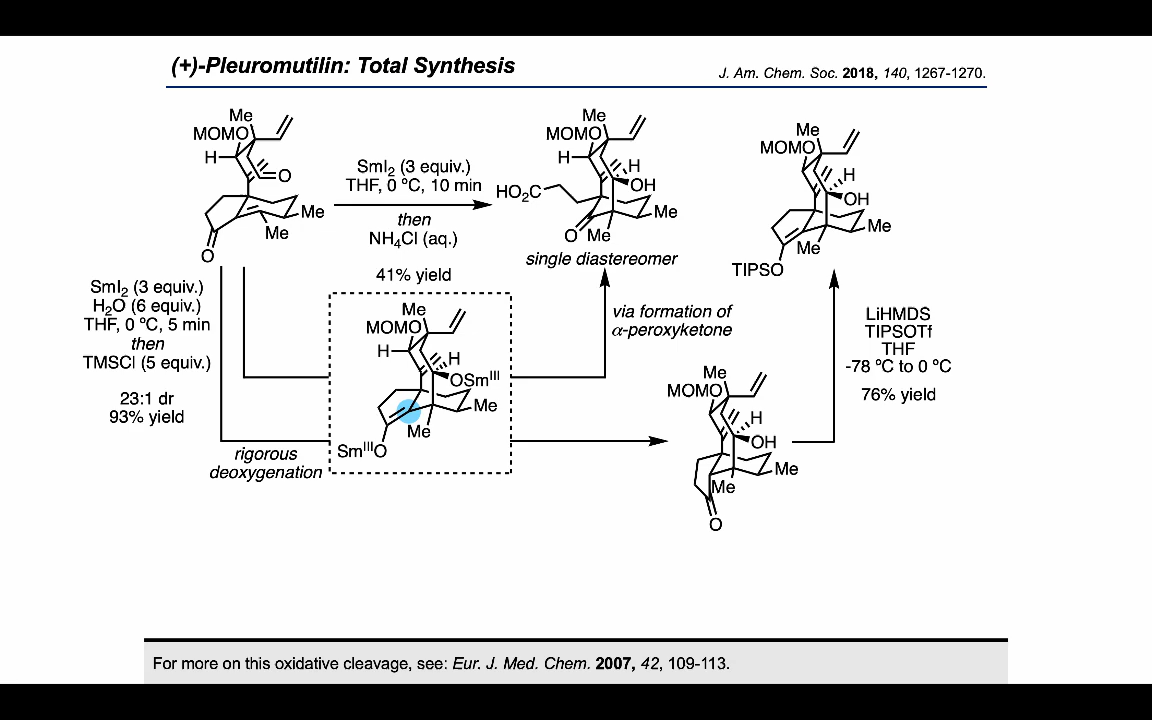 (+)-Pleuromutilin: Total Synthesis
J. Am. Chem. Soc. 2018, 140, 1267-1270.
Me
MOMO
H
O
Me
Me
O
SmI₂ (3 equiv.)
THF, 0 ºC, 10 min
then
NH₄Cl (aq.)
41% yield
Me
MOMO
H
H
OH
HO₂C
Me
O
Me
single diastereomer
Me
MOMO
H
OH
Me
Me
TIPSO
SmI₂ (3 equiv.)
H₂O (6 equiv.)
THF, 0 ºC, 5 min
then
TMSCl (5 equiv.)
23:1 dr
93% yield
rigorous
deoxygenation
Me
MOMO
H
H
OSmᴵᴵᴵ
Me
Me
SmᴵᴵᴵO
via formation of
α-peroxyketone
Me
MOMO
H
OH
Me
Me
O
LiHMDS
TIPSOTf
THF
-78 ºC to 0 ºC
76% yield
For more on this oxidative cleavage, see: Eur. J. Med. Chem. 2007, 42, 109-113.